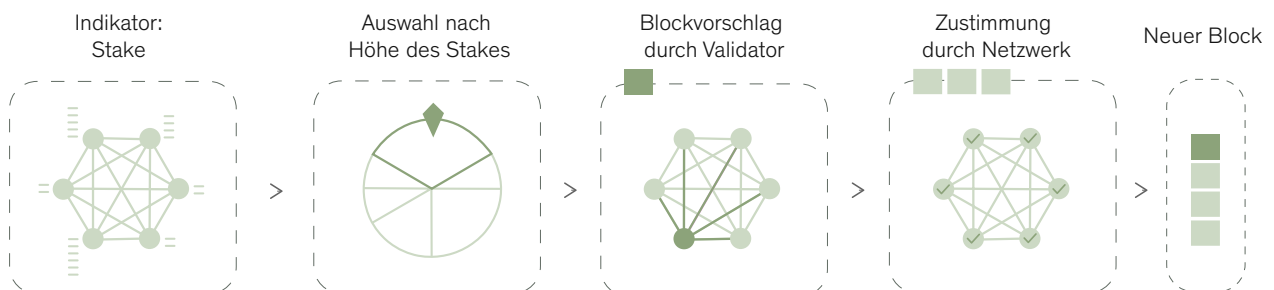 Indikator:
Stake
Auswahl nach
Höhe des Stakes
Blockvorschlag
durch Validator
Zustimmung
durch Netzwerk
Neuer Block